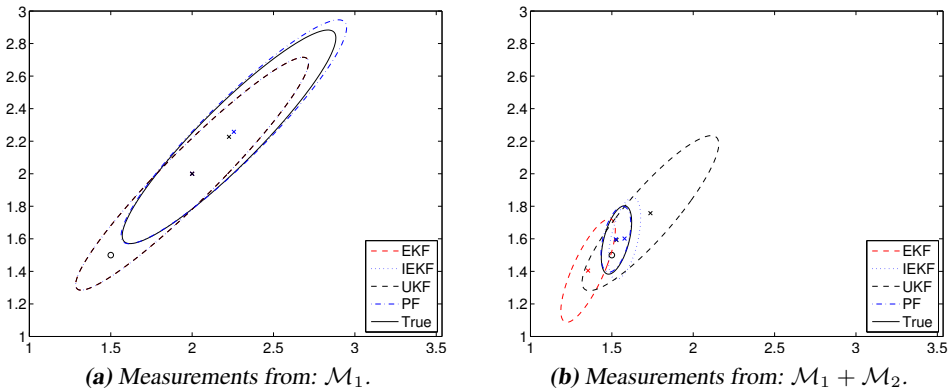 3
2.8
2.6
2.4
2.2
2
1.8
1.6
1.4
1.2
1
1 1.5 2 2.5 3 3.5
EKF
IEKF
UKF
PF
True
(a) Measurements from: ℳ₁.
3
2.8
2.6
2.4
2.2
2
1.8
1.6
1.4
1.2
1
1 1.5 2 2.5 3 3.5
EKF
IEKF
UKF
PF
True
(b) Measurements from: ℳ₁ + ℳ₂.